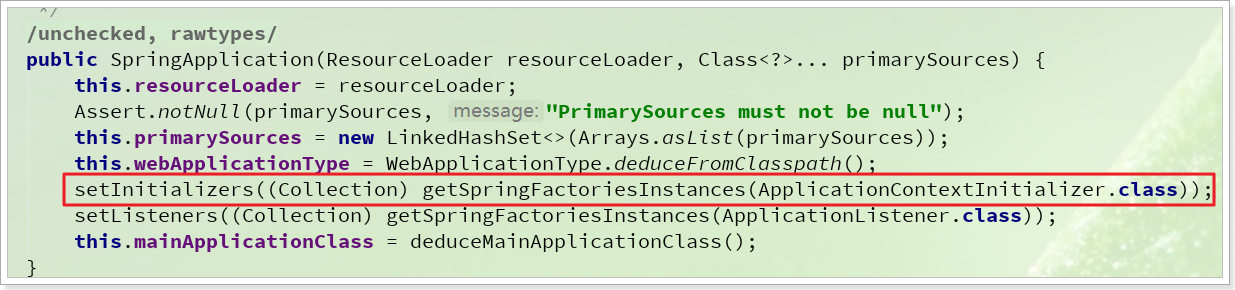 */
/unchecked, rawtypes/
public SpringApplication(ResourceLoader resourceLoader, Class<?>... primarySources) {
    this.resourceLoader = resourceLoader;
    Assert.notNull(primarySources, message: "PrimarySources must not be null");
    this.primarySources = new LinkedHashSet<>(Arrays.asList(primarySources));
    this.webApplicationType = WebApplicationType.deduceFromClasspath();
    setInitializers((Collection) getSpringFactoriesInstances(ApplicationContextInitializer.class));
    setListeners((Collection) getSpringFactoriesInstances(ApplicationListener.class));
    this.mainApplicationClass = deduceMainApplicationClass();
}